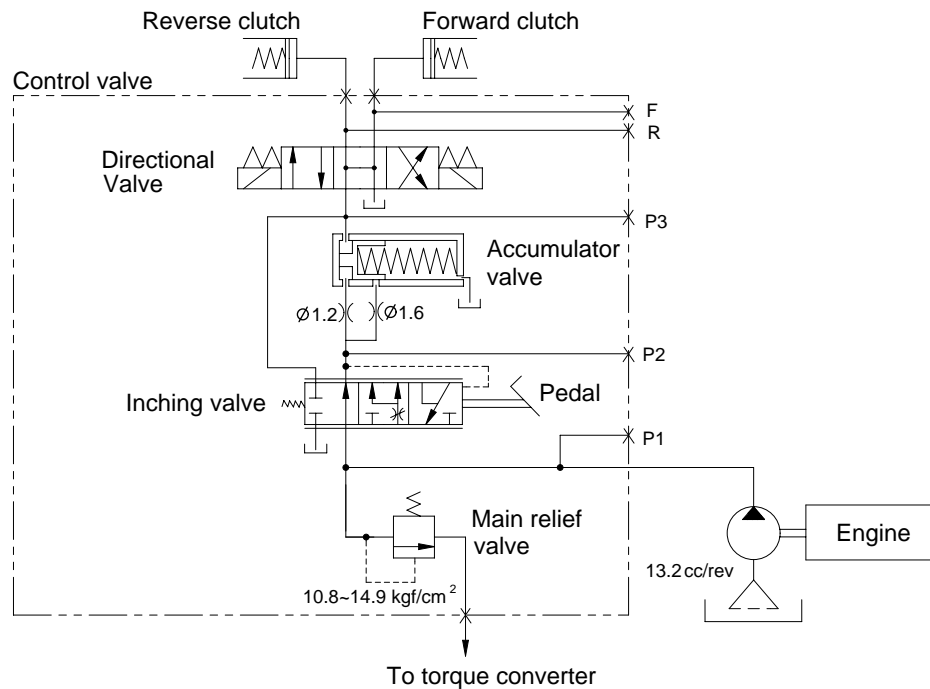 Reverse clutch
Forward clutch
Control valve
F
R
Directional
Valve
P3
Accumulator
valve
Ø1.2
Ø1.6
P2
Inching valve
Pedal
P1
Main relief
valve
Engine
13.2 cc/rev
10.8~14.9 kgf/cm²
To torque converter